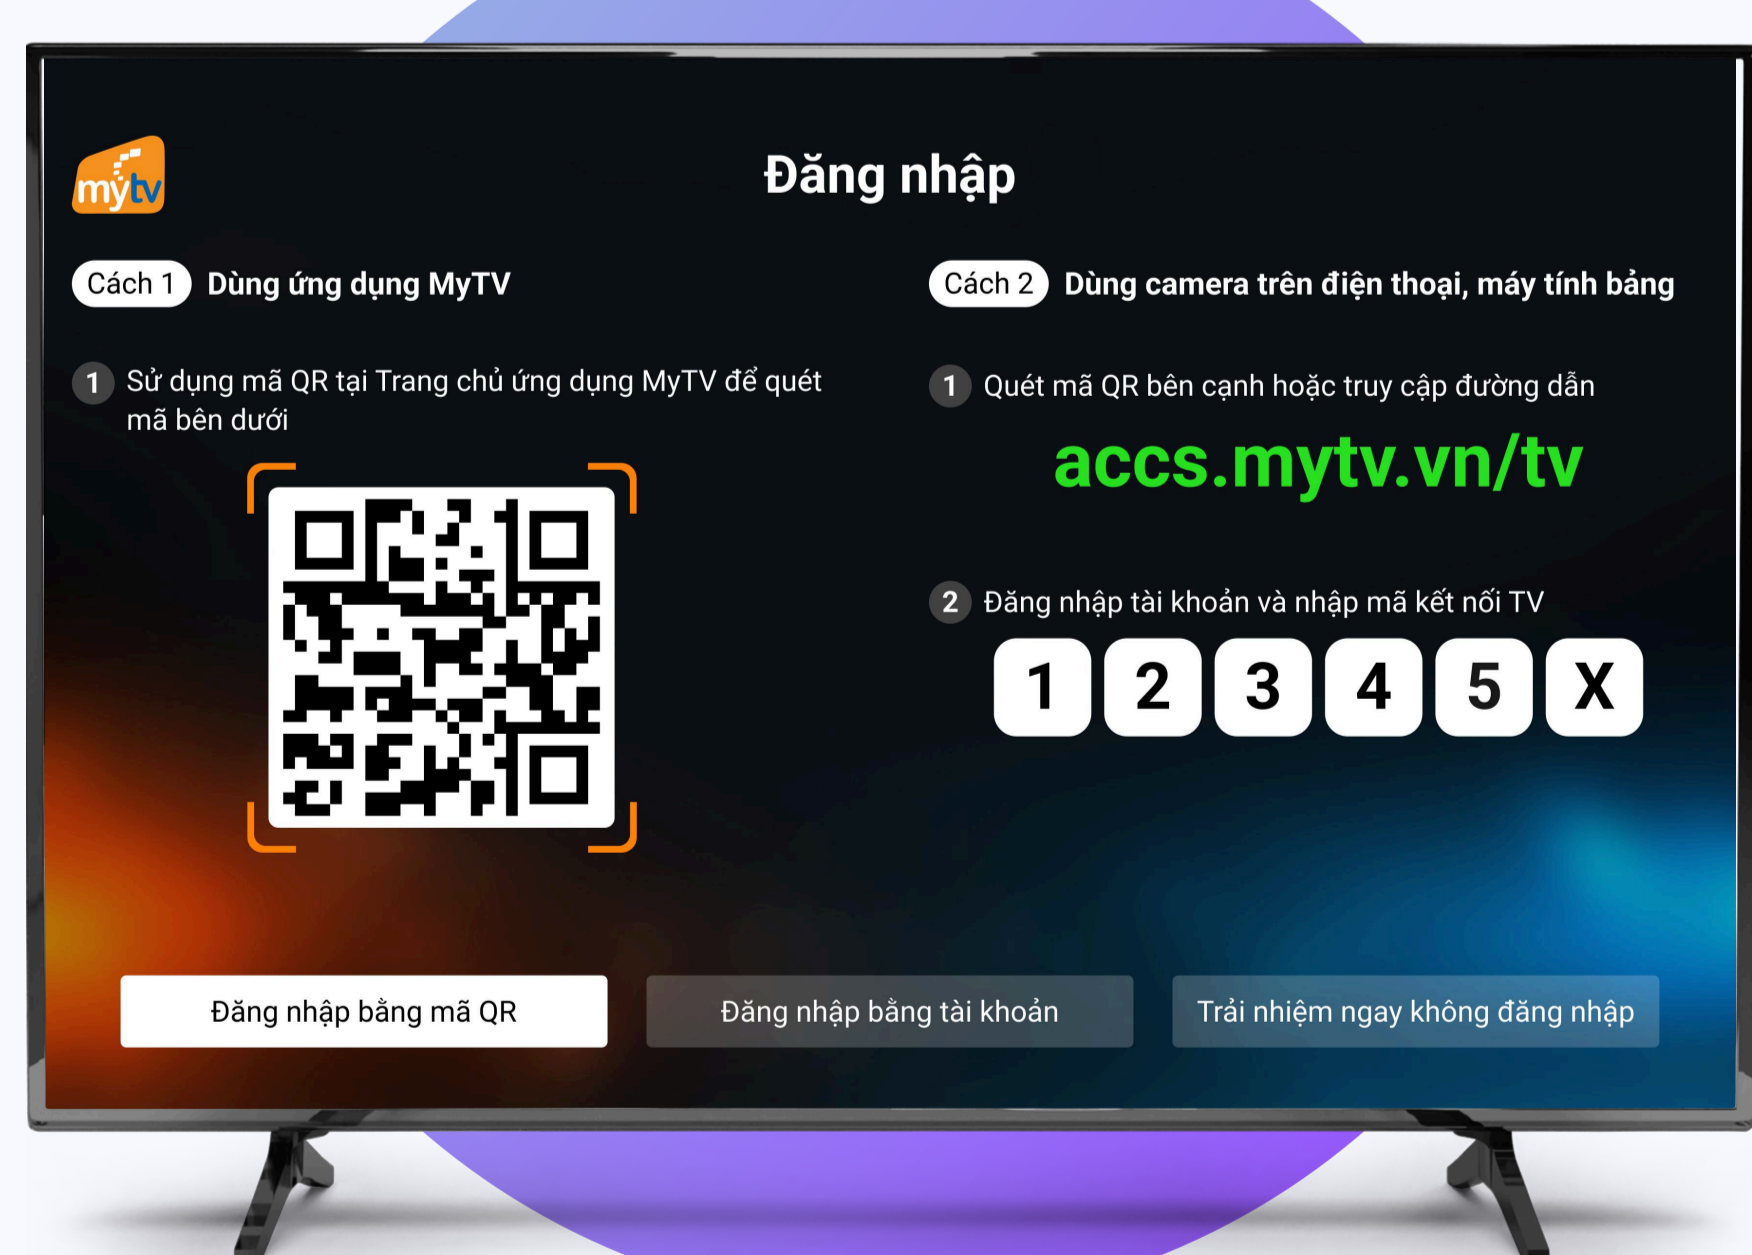 mytv
Đăng nhập
Cách 1 Dùng ứng dụng MyTV
1 Sử dụng mã QR tại Trang chủ ứng dụng MyTV để quét
mã bên dưới
Cách 2 Dùng camera trên điện thoại, máy tính bảng
1 Quét mã QR bên cạnh hoặc truy cập đường dẫn
accs.mytv.vn/tv
2 Đăng nhập tài khoản và nhập mã kết nối TV
1 2 3 4 5 X
Đăng nhập bằng mã QR
Đăng nhập bằng tài khoản
Trải nhiệm ngay không đăng nhập